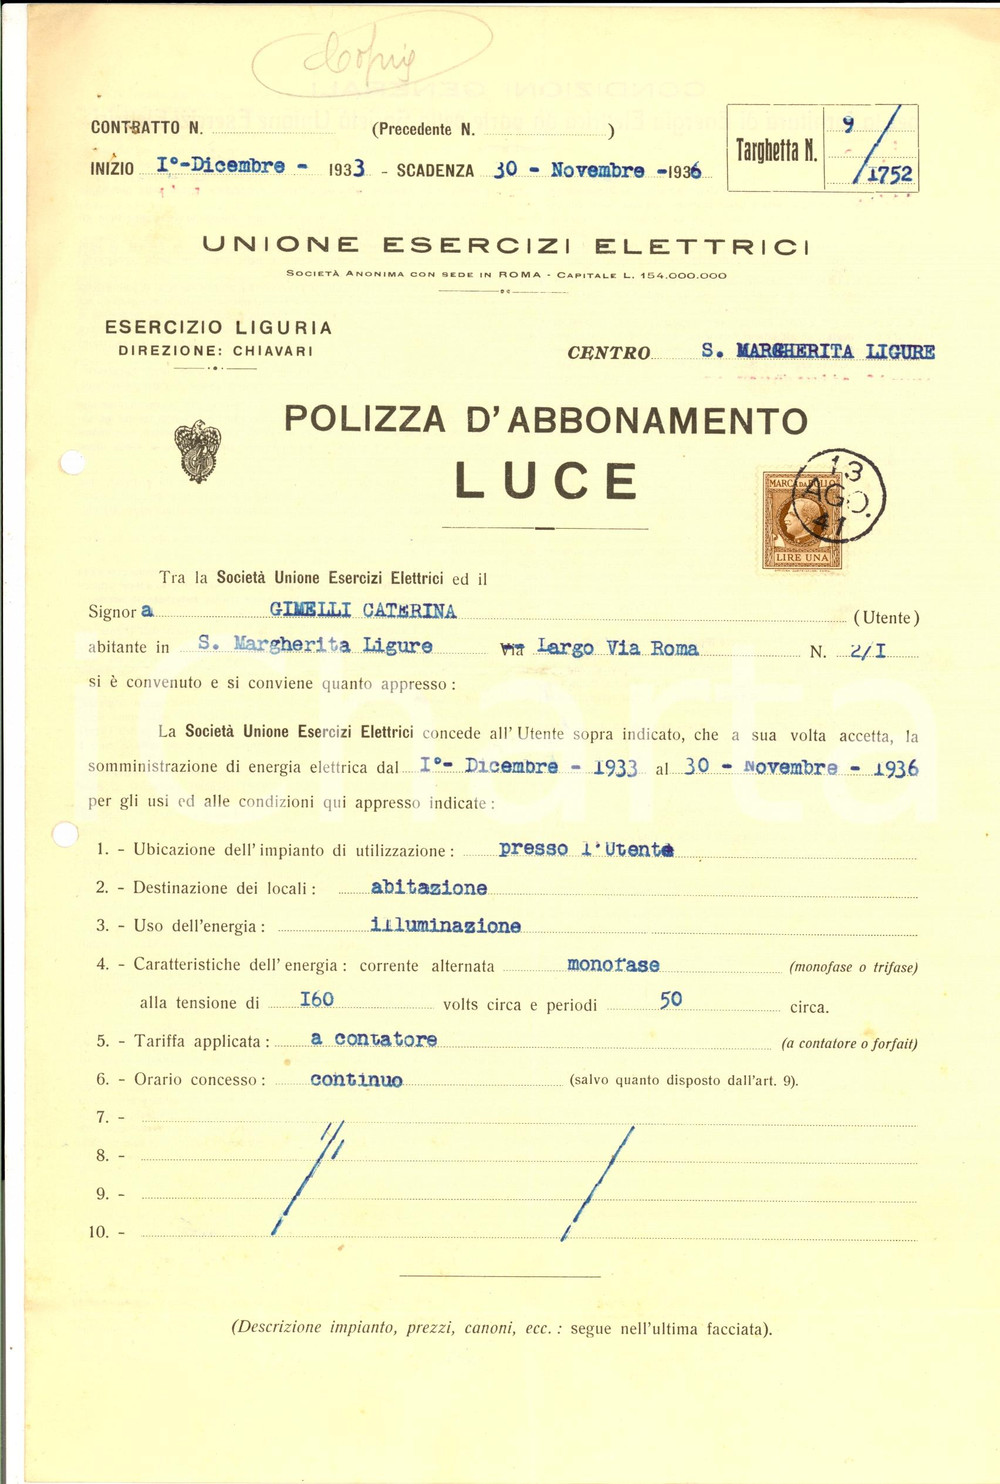 Copia
CONTRATTO N. (Precedente N. )
INIZIO I°-Dicembre - 1933 - SCADENZA 30 - Novembre -1936
Targhetta N. 9 / 1752
UNIONE ESERCIZI ELETTRICI
SOCIETÀ ANONIMA CON SEDE IN ROMA - CAPITALE L. 154.000.000
ESERCIZIO LIGURIA
DIREZIONE: CHIAVARI
CENTRO S. MARGHERITA LIGURE
POLIZZA D'ABBONAMENTO
LUCE
MARCA DA BOLLO
LIRE UNA
13
AGO.
41
Tra la Società Unione Esercizi Elettrici ed il
Signor a GIMELLI CATERINA (Utente)
abitante in S. Margherita Ligure via Largo Via Roma N. 2/I
si è convenuto e si conviene quanto appresso :
La Società Unione Esercizi Elettrici concede all' Utente sopra indicato, che a sua volta accetta, la
somministrazione di energia elettrica dal I°- Dicembre - 1933 al 30 - Novembre - 1936
per gli usi ed alle condizioni qui appresso indicate :
1. - Ubicazione dell' impianto di utilizzazione : presso l'Utente
2. - Destinazione dei locali : abitazione
3. - Uso dell'energia : illuminazione
4. - Caratteristiche dell' energia : corrente alternata monofase (monofase o trifase)
alla tensione di I60 volts circa e periodi 50 circa.
5. - Tariffa applicata : a contatore (a contatore o forfait)
6. - Orario concesso : continuo (salvo quanto disposto dall'art. 9).
7. -
8. -
9. -
10. -
(Descrizione impianto, prezzi, canoni, ecc. : segue nell'ultima facciata).